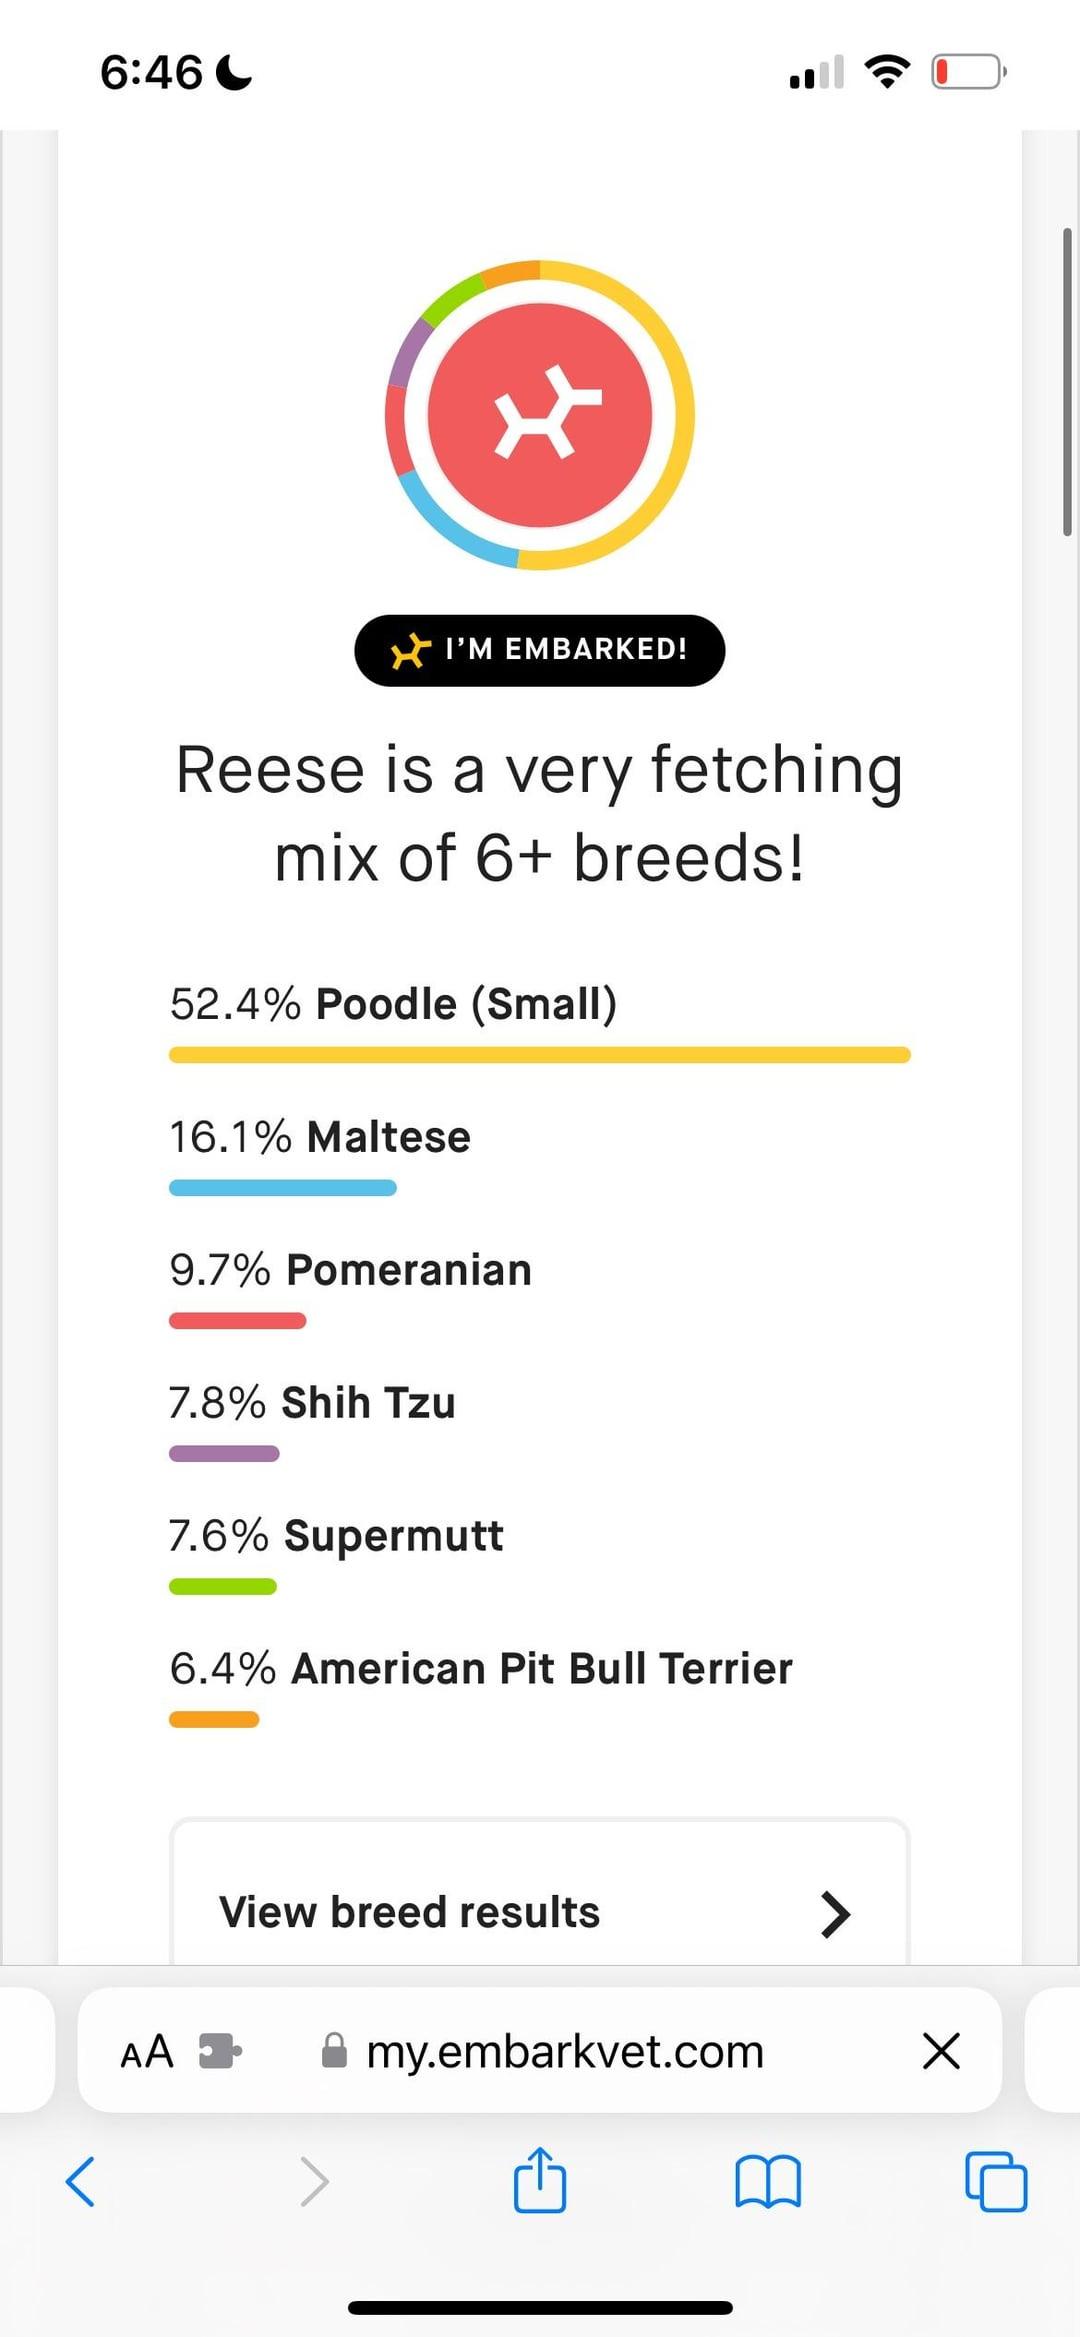 6:46
I'M EMBARKED!
Reese is a very fetching
mix of 6+ breeds!
52.4% Poodle (Small)
16.1% Maltese
9.7% Pomeranian
7.8% Shih Tzu
7.6% Supermutt
6.4% American Pit Bull Terrier
View breed results
AA my.embarkvet.com